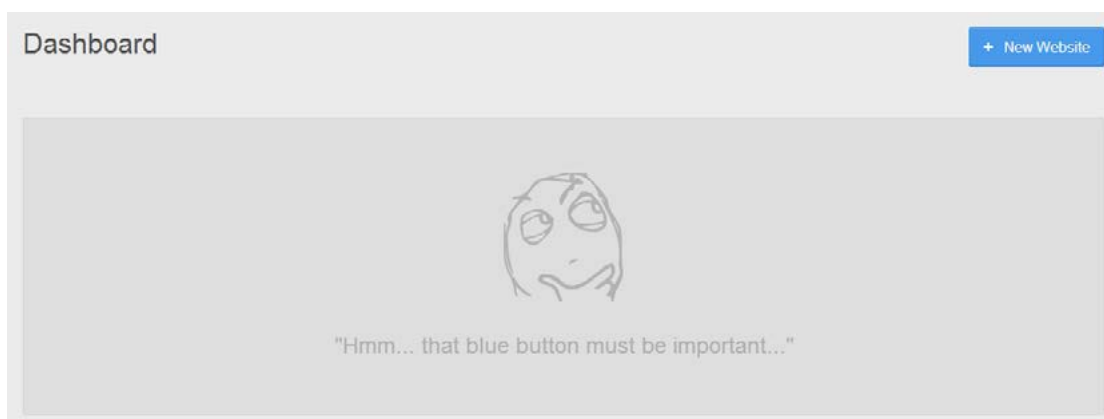 Dashboard
+ New Website
"Hmm... that blue button must be important..."